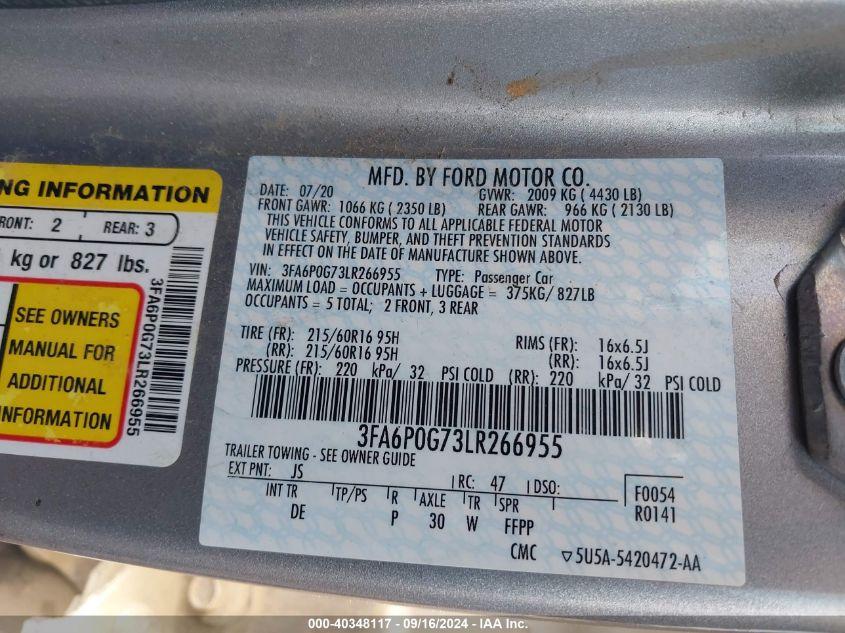 NG INFORMATION
RONT: 2 REAR: 3
kg or 827 lbs.
SEE OWNERS
MANUAL FOR
ADDITIONAL
INFORMATION
3FA6P0G73LR266955
MFD. BY FORD MOTOR CO.
DATE: 07/20 GVWR: 2009 KG ( 4430 LB)
FRONT GAWR: 1066 KG ( 2350 LB) REAR GAWR: 966 KG ( 2130 LB)
THIS VEHICLE CONFORMS TO ALL APPLICABLE FEDERAL MOTOR
VEHICLE SAFETY, BUMPER, AND THEFT PREVENTION STANDARDS
IN EFFECT ON THE DATE OF MANUFACTURE SHOWN ABOVE.
VIN: 3FA6P0G73LR266955 TYPE: Passenger Car
MAXIMUM LOAD = OCCUPANTS + LUGGAGE = 375KG/ 827LB
OCCUPANTS = 5 TOTAL; 2 FRONT, 3 REAR
TIRE (FR): 215/60R16 95H RIMS (FR): 16x6.5J
(RR): 215/60R16 95H (RR): 16x6.5J
PRESSURE (FR): 220 kPa/ 32 PSI COLD (RR): 220 kPa/ 32 PSI COLD
3FA6P0G73LR266955
TRAILER TOWING - SEE OWNER GUIDE
EXT PNT: JS RC: 47 DSO: F0054
INT TR TP/PS R AXLE TR SPR R0141
DE P 30 W FFPP
CMC ▽5U5A-5420472-AA
000-40348117 - 09/16/2024 - IAA Inc.